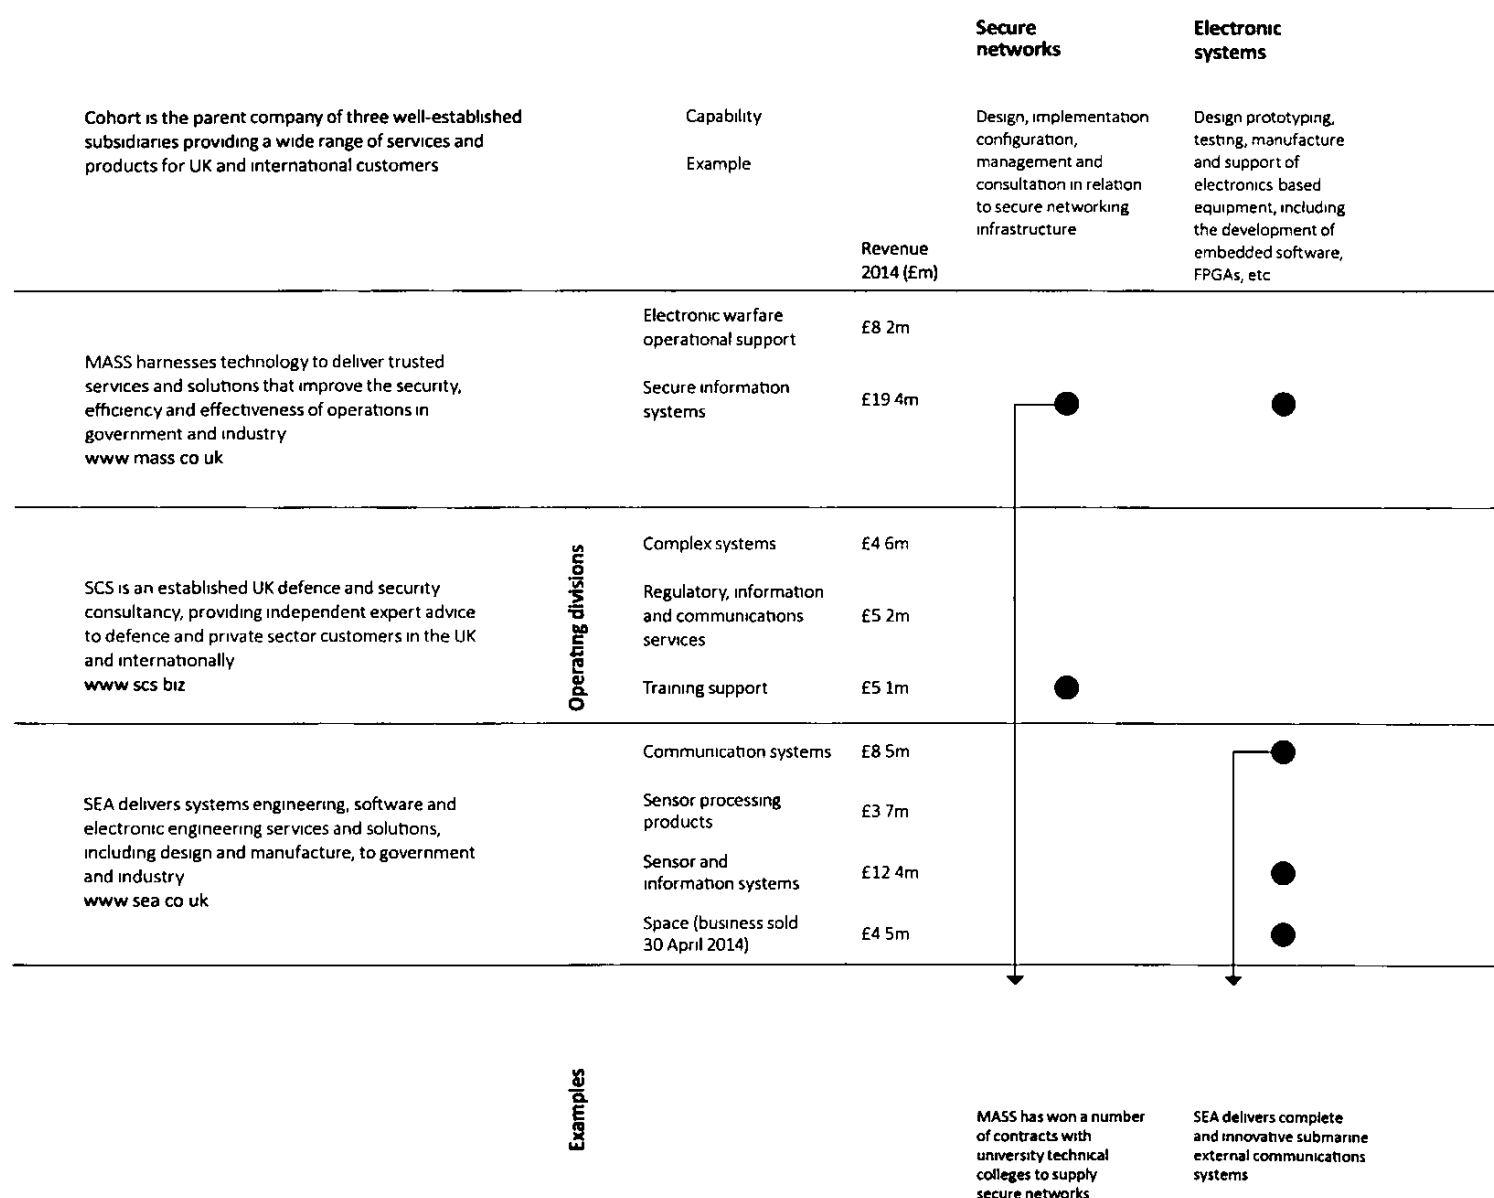 Secure
networks
Electronic
systems
Cohort is the parent company of three well-established
subsidiaries providing a wide range of services and
products for UK and international customers
Capability
Example
Revenue
2014 (£m)
Design, implementation
configuration,
management and
consultation in relation
to secure networking
infrastructure
Design prototyping,
testing, manufacture
and support of
electronics based
equipment, including
the development of
embedded software,
FPGAs, etc
MASS harnesses technology to deliver trusted
services and solutions that improve the security,
efficiency and effectiveness of operations in
government and industry
www mass co uk
Electronic warfare
operational support
£8 2m
Secure information
systems
£19 4m
Operating divisions
SCS is an established UK defence and security
consultancy, providing independent expert advice
to defence and private sector customers in the UK
and internationally
www scs biz
Complex systems
£4 6m
Regulatory, information
and communications
services
£5 2m
Training support
£5 1m
SEA delivers systems engineering, software and
electronic engineering services and solutions,
including design and manufacture, to government
and industry
www sea co uk
Communication systems
£8 5m
Sensor processing
products
£3 7m
Sensor and
information systems
£12 4m
Space (business sold
30 April 2014)
£4 5m
Examples
MASS has won a number
of contracts with
university technical
colleges to supply
secure networks
SEA delivers complete
and innovative submarine
external communications
systems